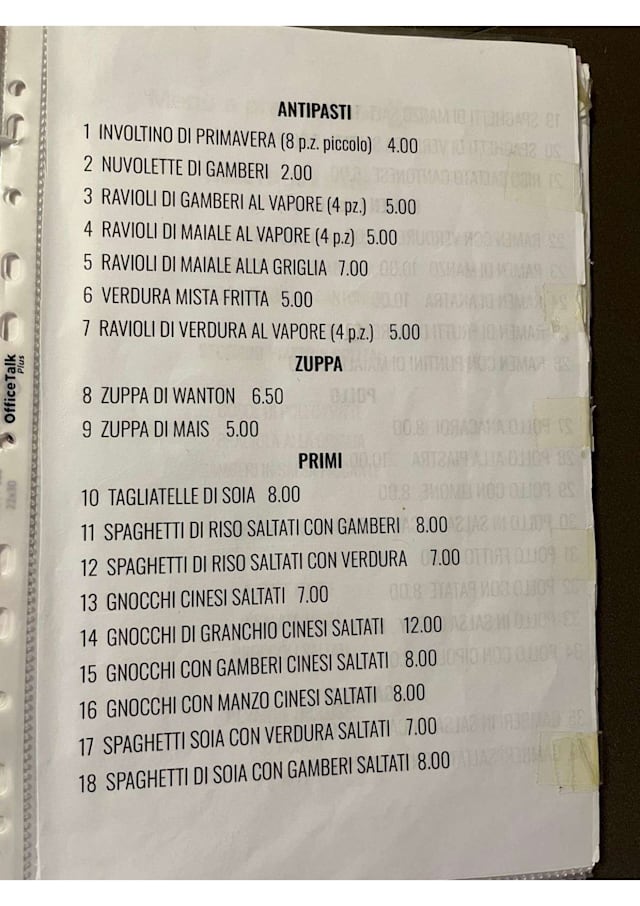 ANTIPASTI
1 INVOLTINO DI PRIMAVERA (8 p.z. piccolo) 4.00
2 NUVOLETTE DI GAMBERI 2.00
3 RAVIOLI DI GAMBERI AL VAPORE (4 pz.) 5.00
4 RAVIOLI DI MAIALE AL VAPORE (4 p.z) 5.00
5 RAVIOLI DI MAIALE ALLA GRIGLIA 7.00
6 VERDURA MISTA FRITTA 5.00
7 RAVIOLI DI VERDURA AL VAPORE (4 p.z.) 5.00
ZUPPA
8 ZUPPA DI WANTON 6.50
9 ZUPPA DI MAIS 5.00
PRIMI
10 TAGLIATELLE DI SOIA 8.00
11 SPAGHETTI DI RISO SALTATI CON GAMBERI 8.00
12 SPAGHETTI DI RISO SALTATI CON VERDURA 7.00
13 GNOCCHI CINESI SALTATI 7.00
14 GNOCCHI DI GRANCHIO CINESI SALTATI 12.00
15 GNOCCHI CON GAMBERI CINESI SALTATI 8.00
16 GNOCCHI CON MANZO CINESI SALTATI 8.00
17 SPAGHETTI SOIA CON VERDURA SALTATI 7.00
18 SPAGHETTI DI SOIA CON GAMBERI SALTATI 8.00
OfficeTalk
Plus
22x30